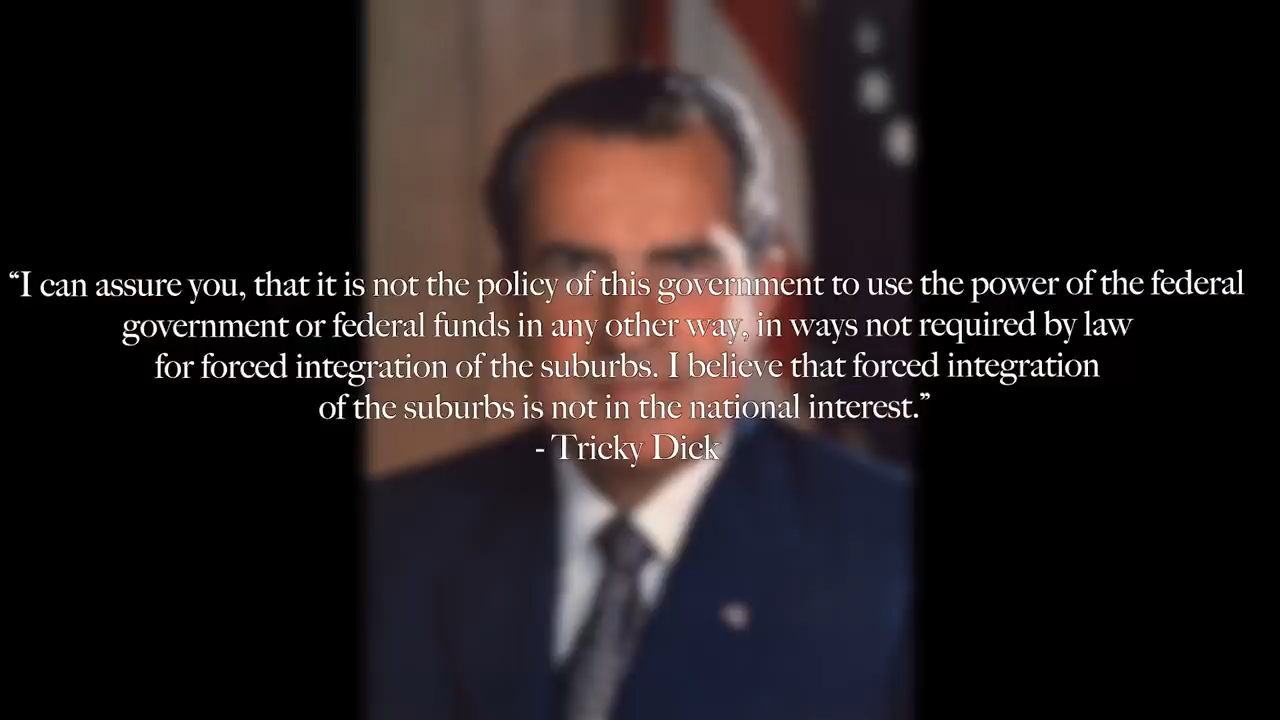 “I can assure you, that it is not the policy of this government to use the power of the federal
government or federal funds in any other way, in ways not required by law
for forced integration of the suburbs. I believe that forced integration
of the suburbs is not in the national interest.”
- Tricky Dick